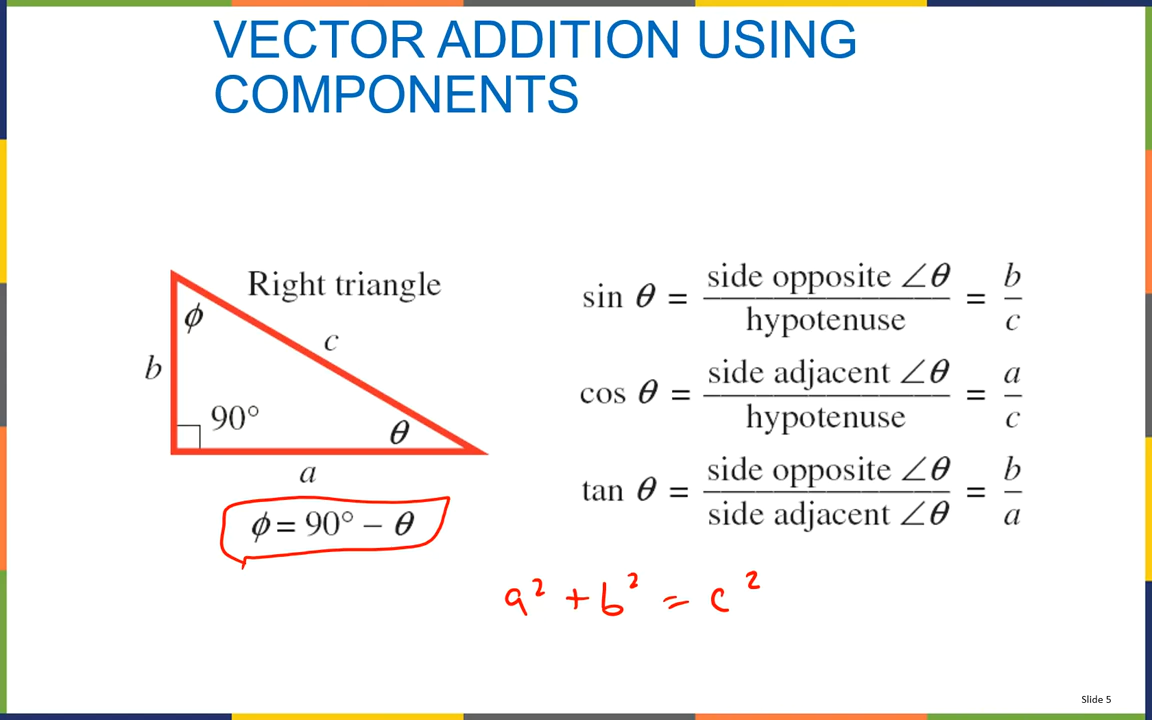 VECTOR ADDITION USING
COMPONENTS
Right triangle
ϕ
c
b
90°
θ
a
ϕ = 90° − θ
sin θ = side opposite ∠θ / hypotenuse = b / c
cos θ = side adjacent ∠θ / hypotenuse = a / c
tan θ = side opposite ∠θ / side adjacent ∠θ = b / a
a² + b² = c²
Slide 5